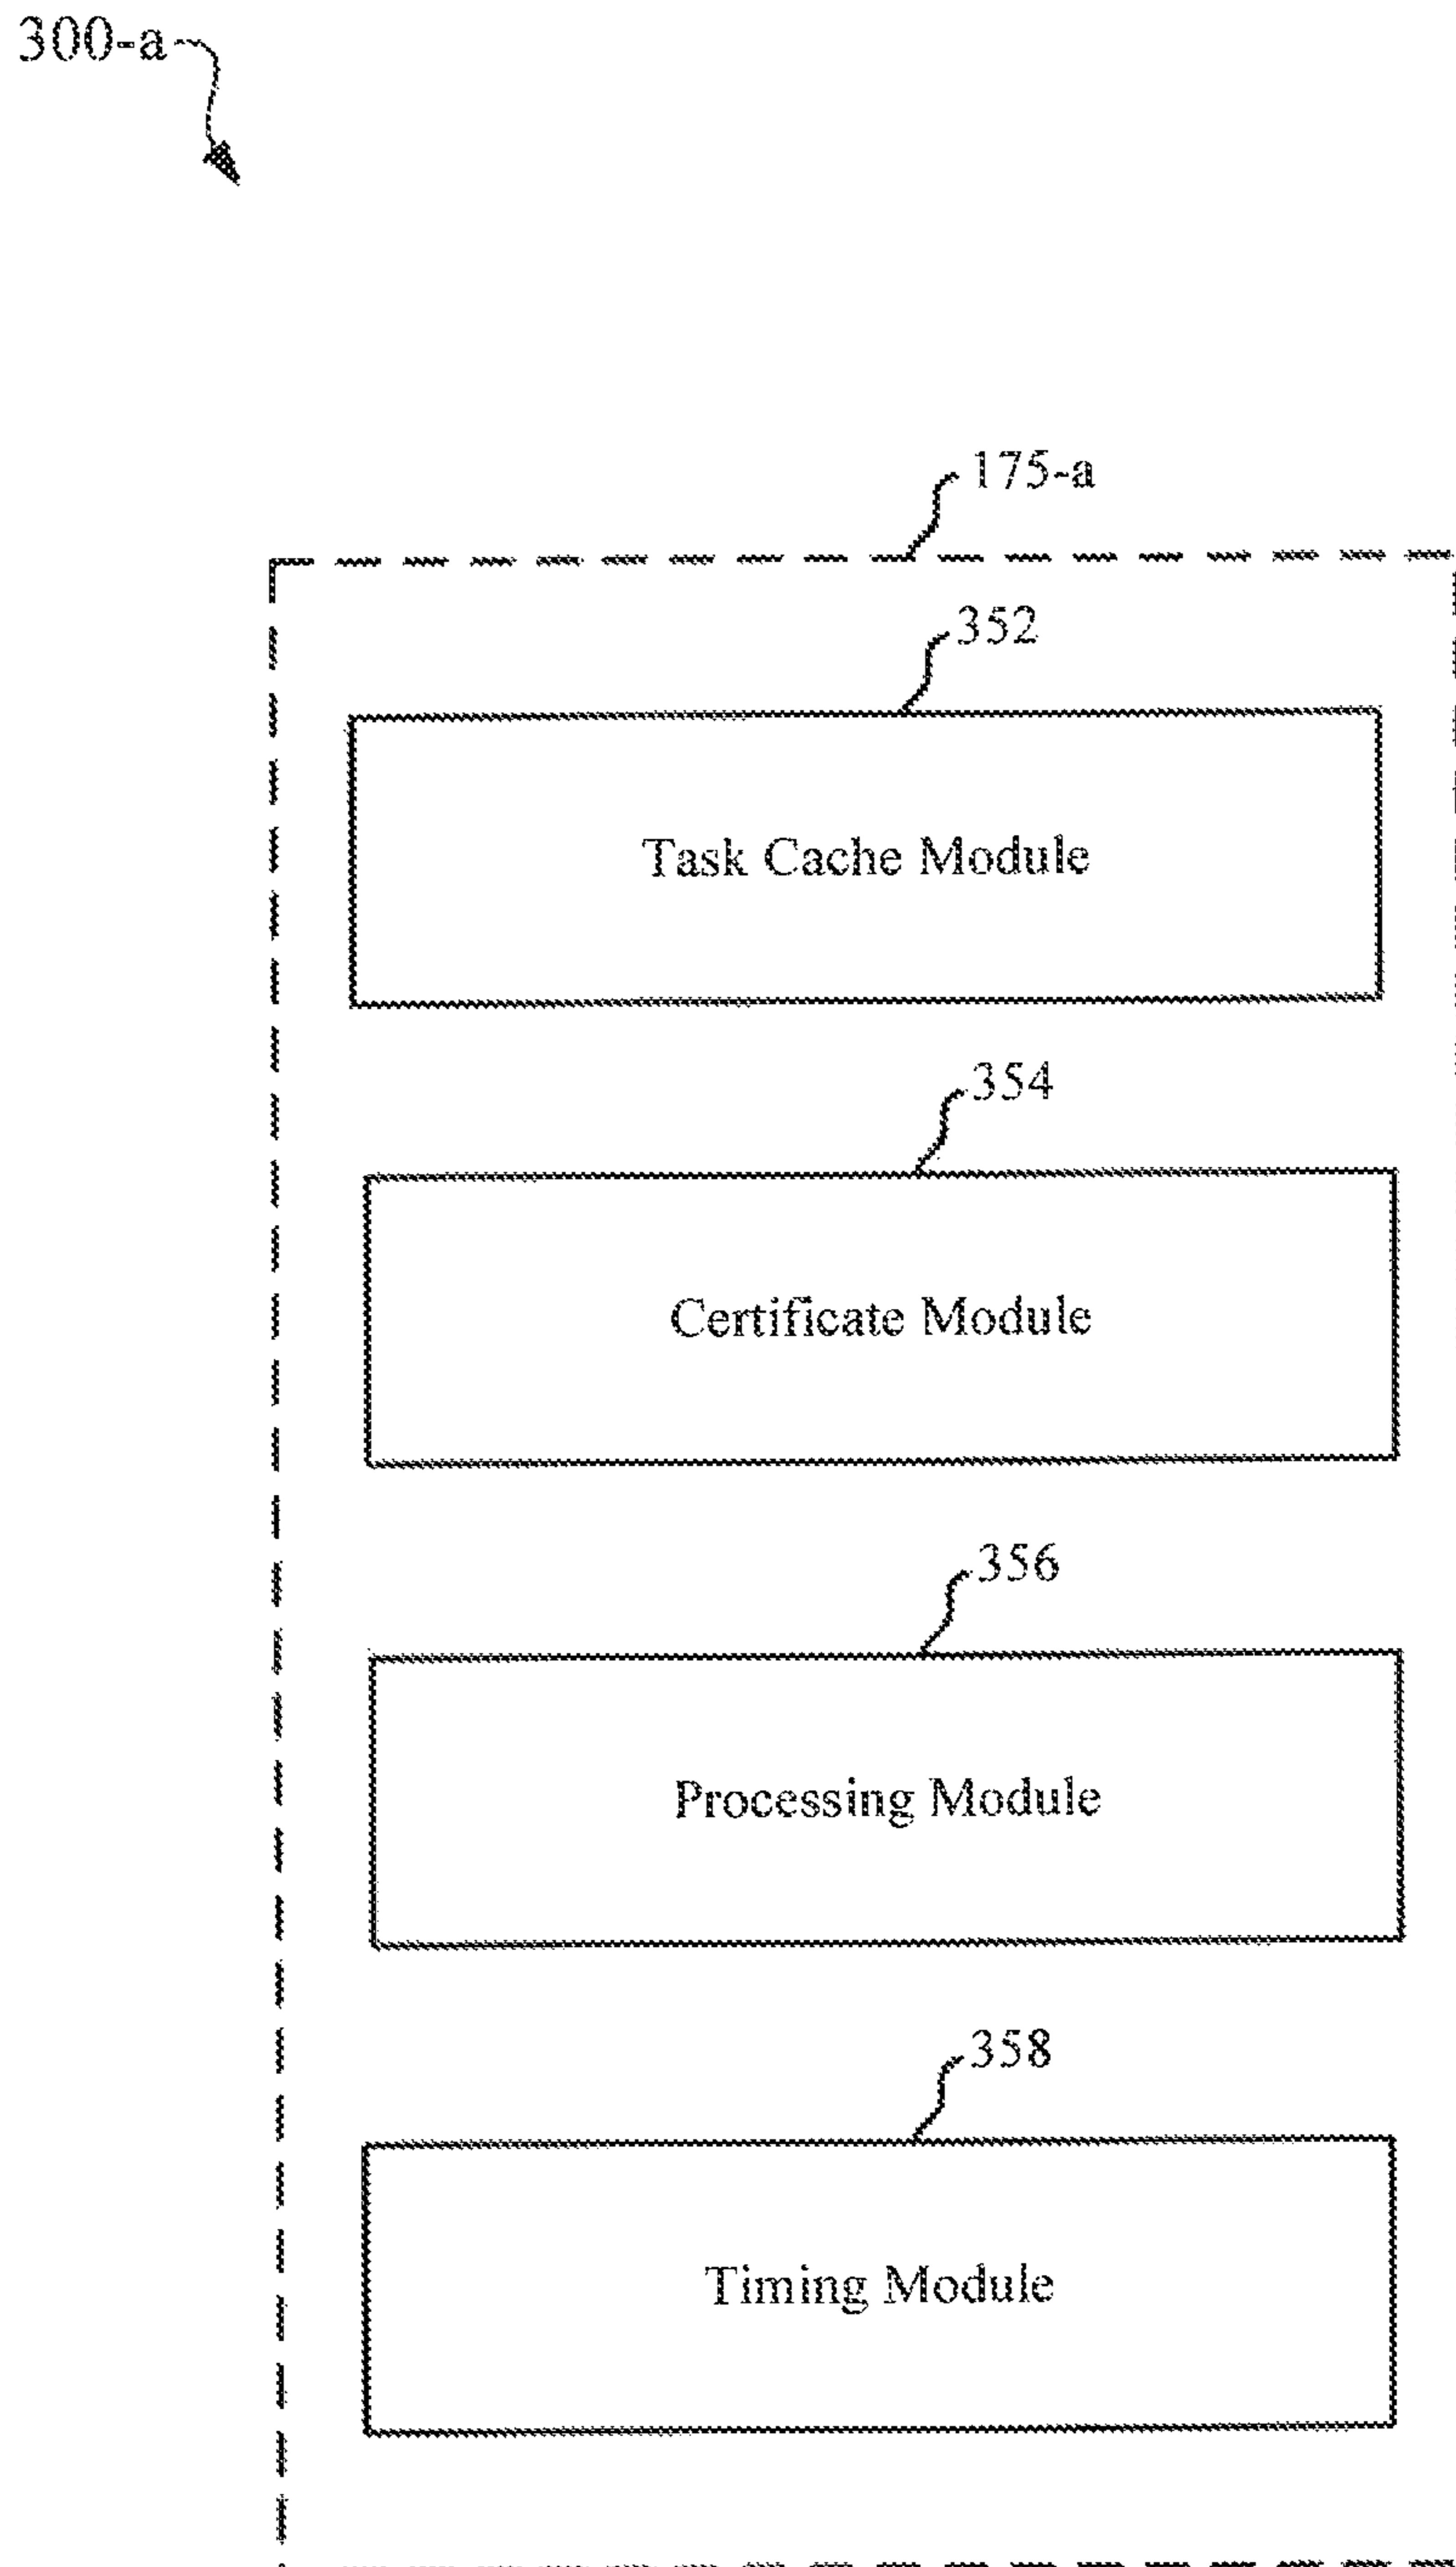 300-a
175-a
352
Task Cache Module
354
Certificate Module
356
Processing Module
358
Timing Module